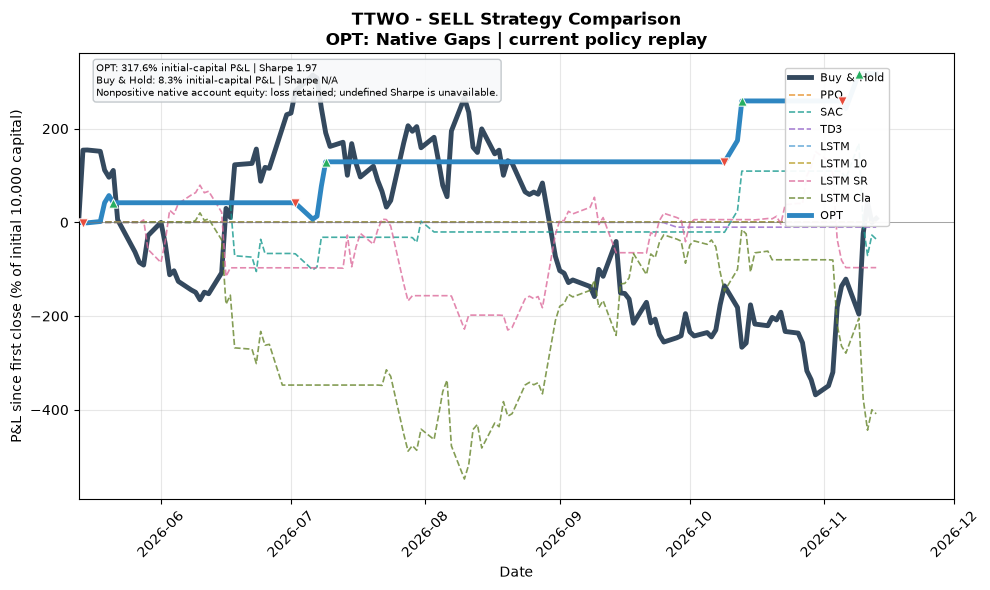 TTWO - SELL Strategy Comparison
OPT: Native Gaps | current policy replay
OPT: 317.6% initial-capital P&L | Sharpe 1.97
Buy & Hold: 8.3% initial-capital P&L | Sharpe N/A
Nonpositive native account equity: loss retained; undefined Sharpe is unavailable.
Buy & Hold
PPO
SAC
TD3
LSTM
LSTM 10
LSTM SR
LSTM Cla
OPT
P&L since first close (% of initial 10,000 capital)
200
0
−200
−400
2026-06
2026-07
2026-08
2026-09
2026-10
2026-11
2026-12
Date